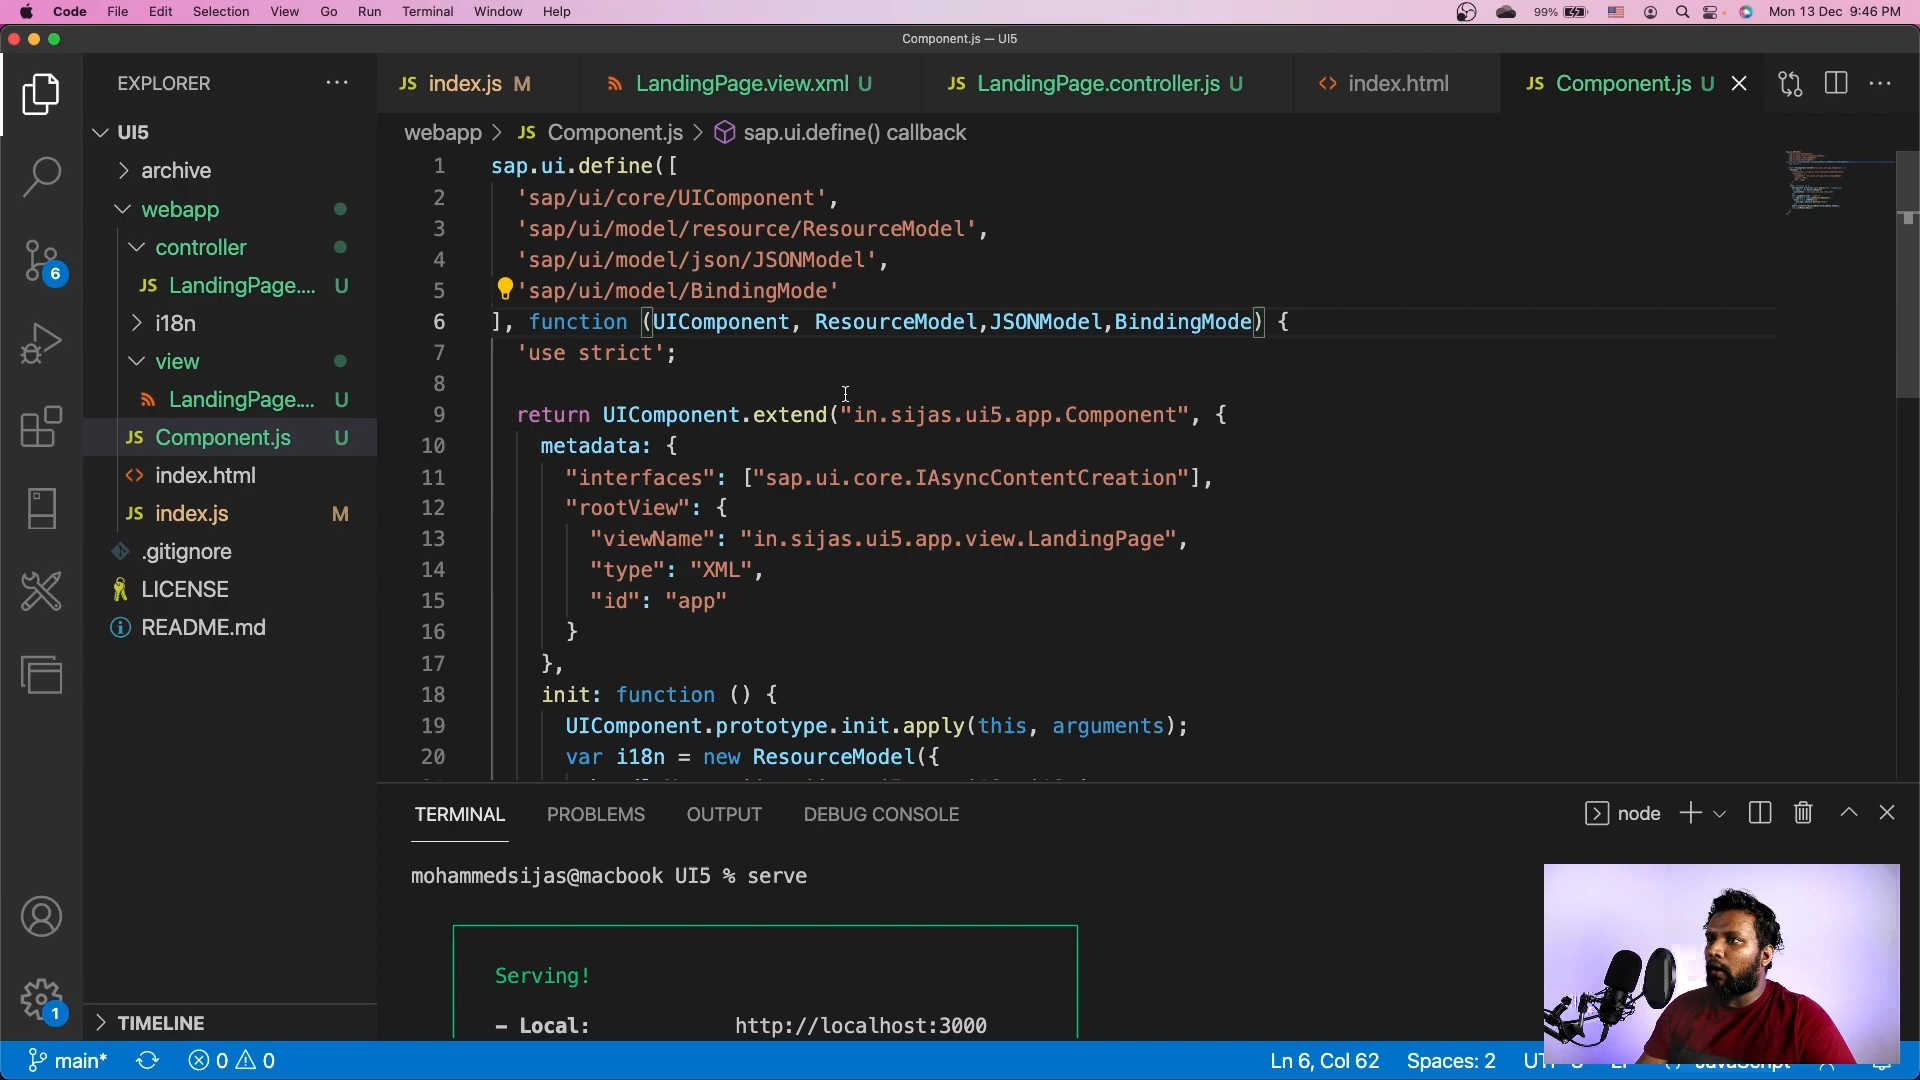 Code File Edit Selection View Go Run Terminal Window Help 99% Mon 13 Dec 9:46 PM
Component.js — UI5
EXPLORER
index.js M
LandingPage.view.xml U
LandingPage.controller.js U
index.html
Component.js U
UI5
archive
webapp
controller
JS LandingPage.... U
i18n
view
LandingPage.... U
JS Component.js U
<> index.html
JS index.js M
.gitignore
LICENSE
README.md
TIMELINE
6
1
webapp > JS Component.js > sap.ui.define() callback
1 sap.ui.define([
2 'sap/ui/core/UIComponent',
3 'sap/ui/model/resource/ResourceModel',
4 'sap/ui/model/json/JSONModel',
5 'sap/ui/model/BindingMode'
6 ], function (UIComponent, ResourceModel,JSONModel,BindingMode) {
7 'use strict';
8
9 return UIComponent.extend("in.sijas.ui5.app.Component", {
10 metadata: {
11 "interfaces": ["sap.ui.core.IAsyncContentCreation"],
12 "rootView": {
13 "viewName": "in.sijas.ui5.app.view.LandingPage",
14 "type": "XML",
15 "id": "app"
16 }
17 },
18 init: function () {
19 UIComponent.prototype.init.apply(this, arguments);
20 var i18n = new ResourceModel({
TERMINAL PROBLEMS OUTPUT DEBUG CONSOLE
node
mohammedsijas@macbook UI5 % serve
Serving!
– Local: http://localhost:3000
main* 0 0
Ln 6, Col 62 Spaces: 2